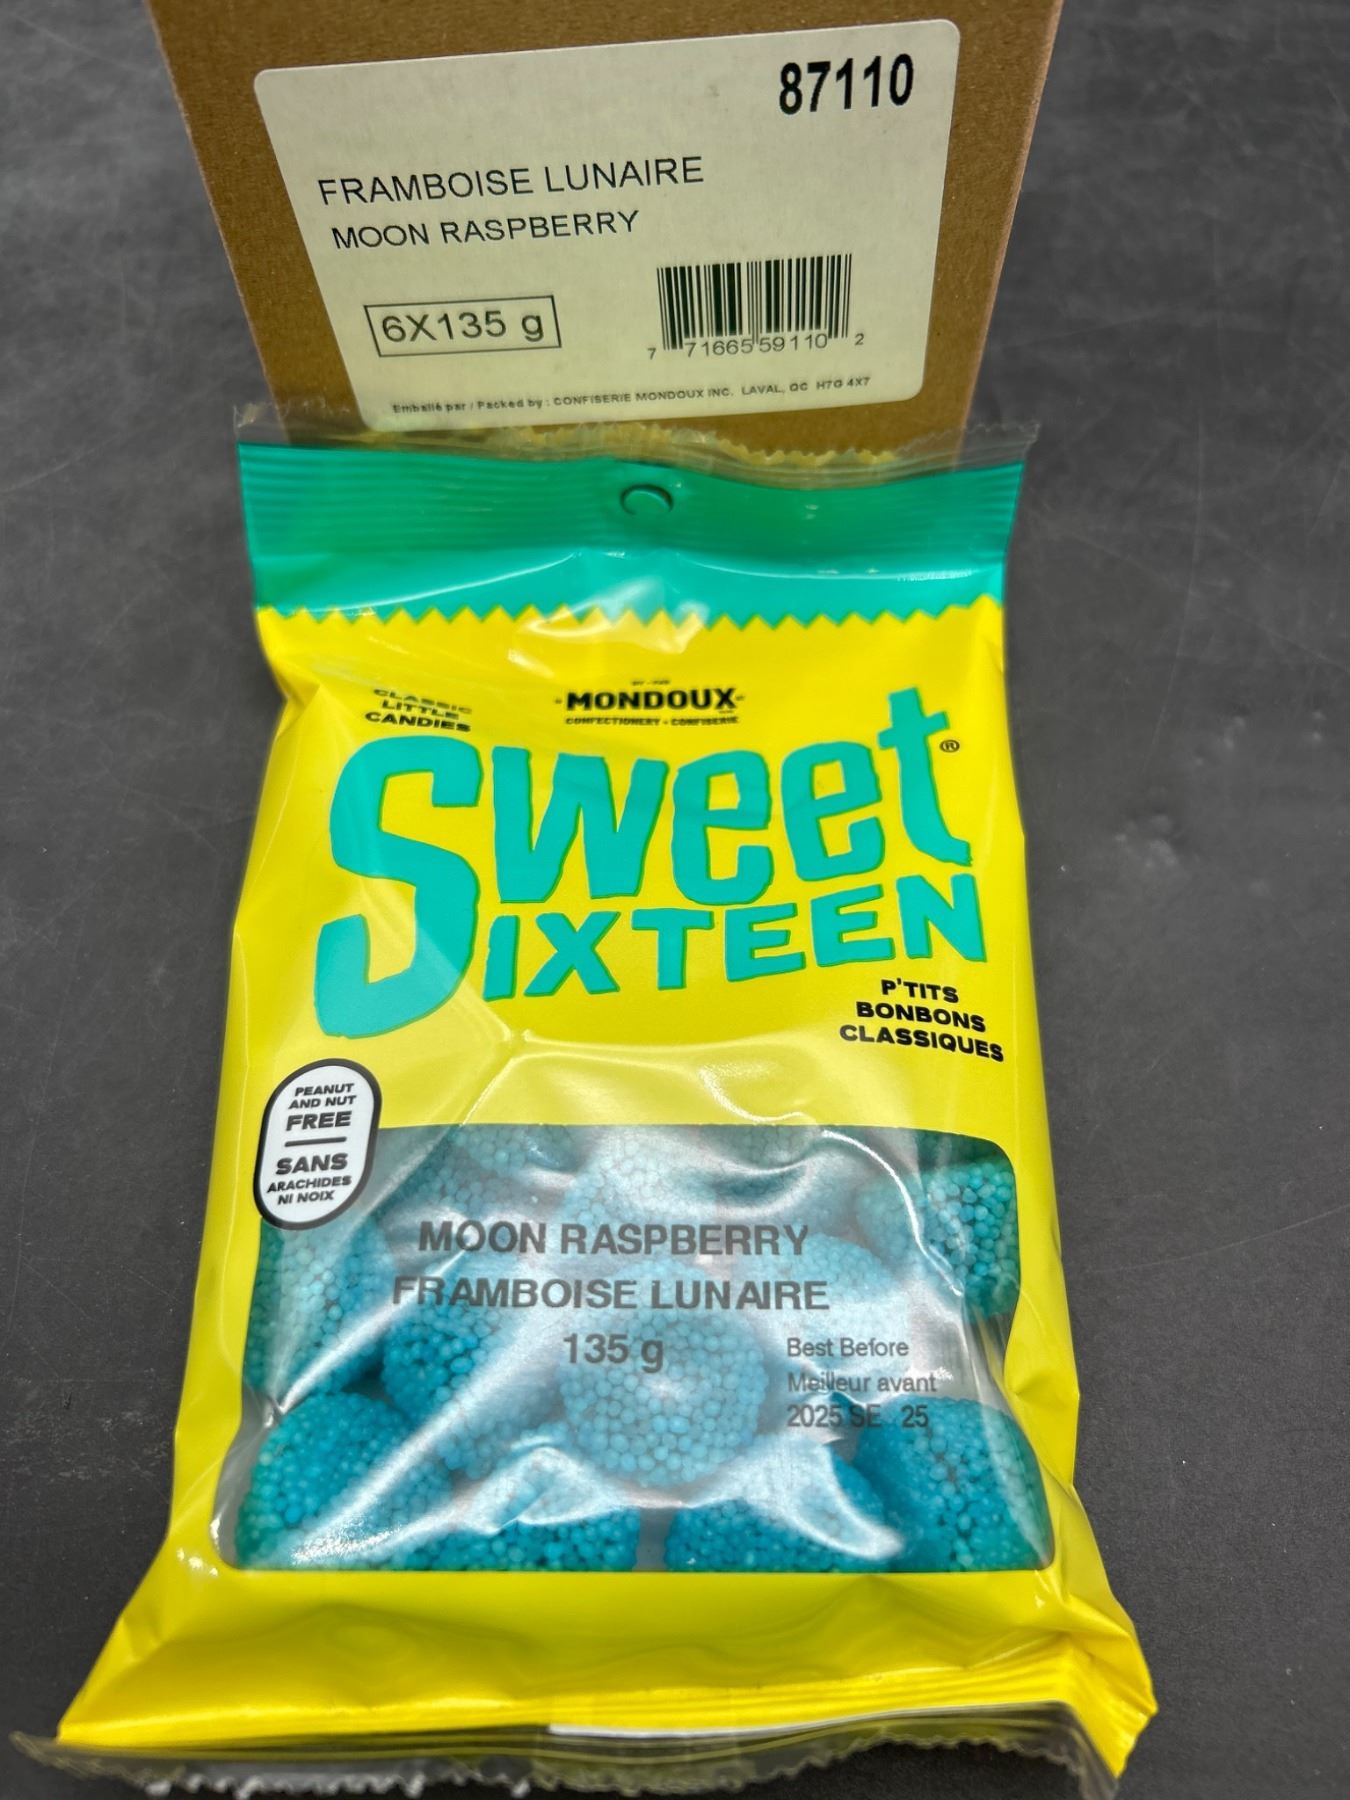 87110
FRAMBOISE LUNAIRE
MOON RASPBERRY
6X135 g
7 71665 59110 2
Emballé par / Packed by : CONFISERIE MONDOUX INC. LAVAL, QC H7G 4X7
CLASSIC
LITTLE
CANDIES
MONDOUX
CONFECTIONERY - CONFISERIE
Sweet®
SIXTEEN
P'TITS
BONBONS
CLASSIQUES
PEANUT
AND NUT
FREE
SANS
ARACHIDES
NI NOIX
MOON RASPBERRY
FRAMBOISE LUNAIRE
135 g
Best Before
Meilleur avant
2025 SE 25